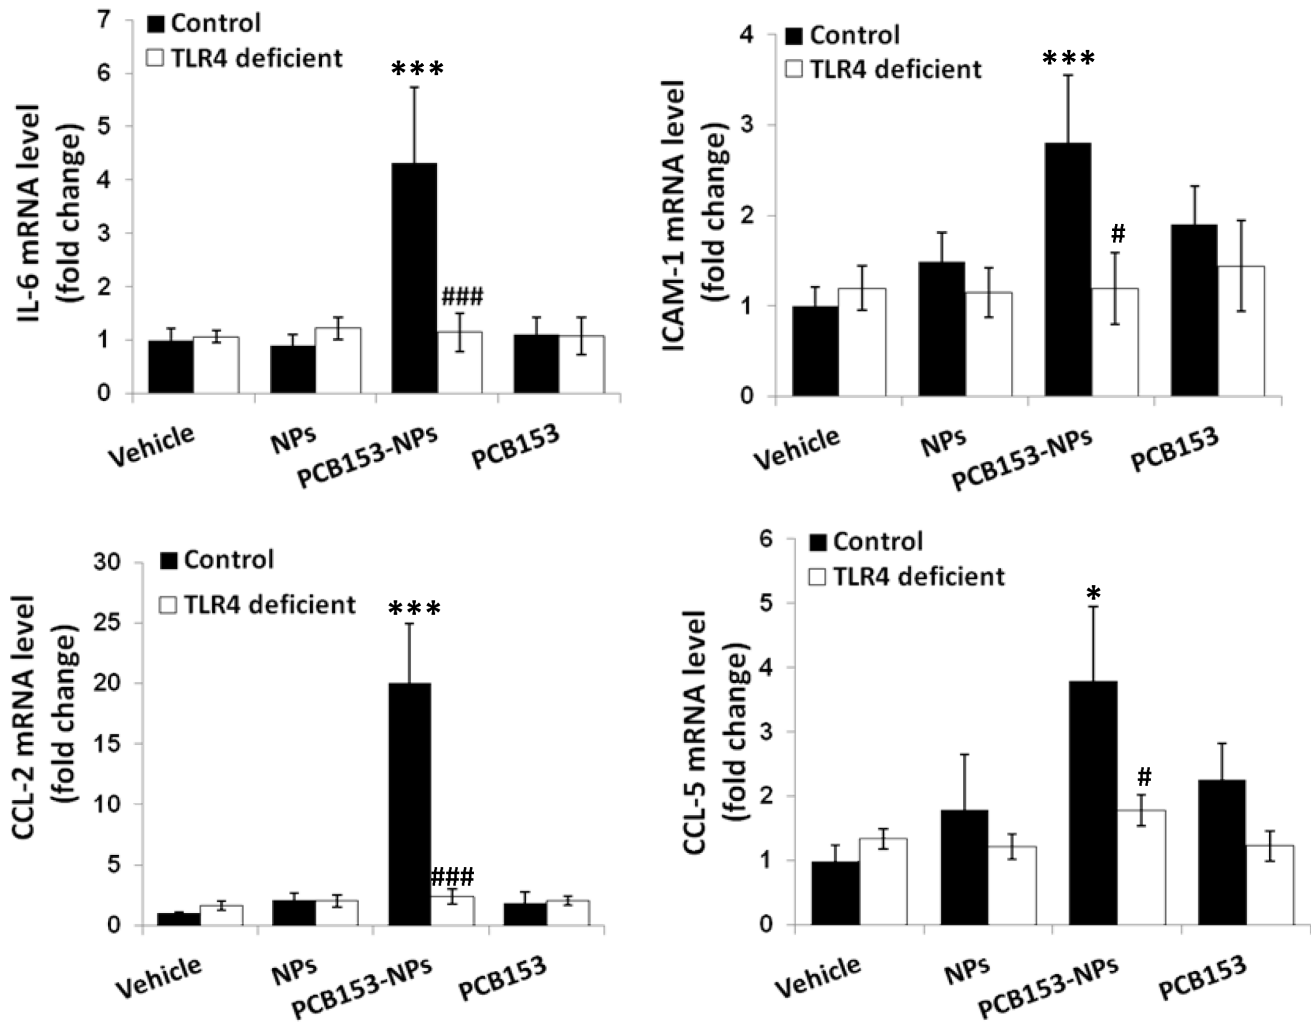 IL-6 mRNA level
(fold change)
7
6
5
4
3
2
1
0
Control
TLR4 deficient
***
###
Vehicle
NPs
PCB153-NPs
PCB153
ICAM-1 mRNA level
(fold change)
4
3
2
1
0
Control
TLR4 deficient
***
#
Vehicle
NPs
PCB153-NPs
PCB153
CCL-2 mRNA level
(fold change)
30
25
20
15
10
5
0
Control
TLR4 deficient
***
###
Vehicle
NPs
PCB153-NPs
PCB153
CCL-5 mRNA level
(fold change)
6
5
4
3
2
1
0
Control
TLR4 deficient
*
#
Vehicle
NPs
PCB153-NPs
PCB153